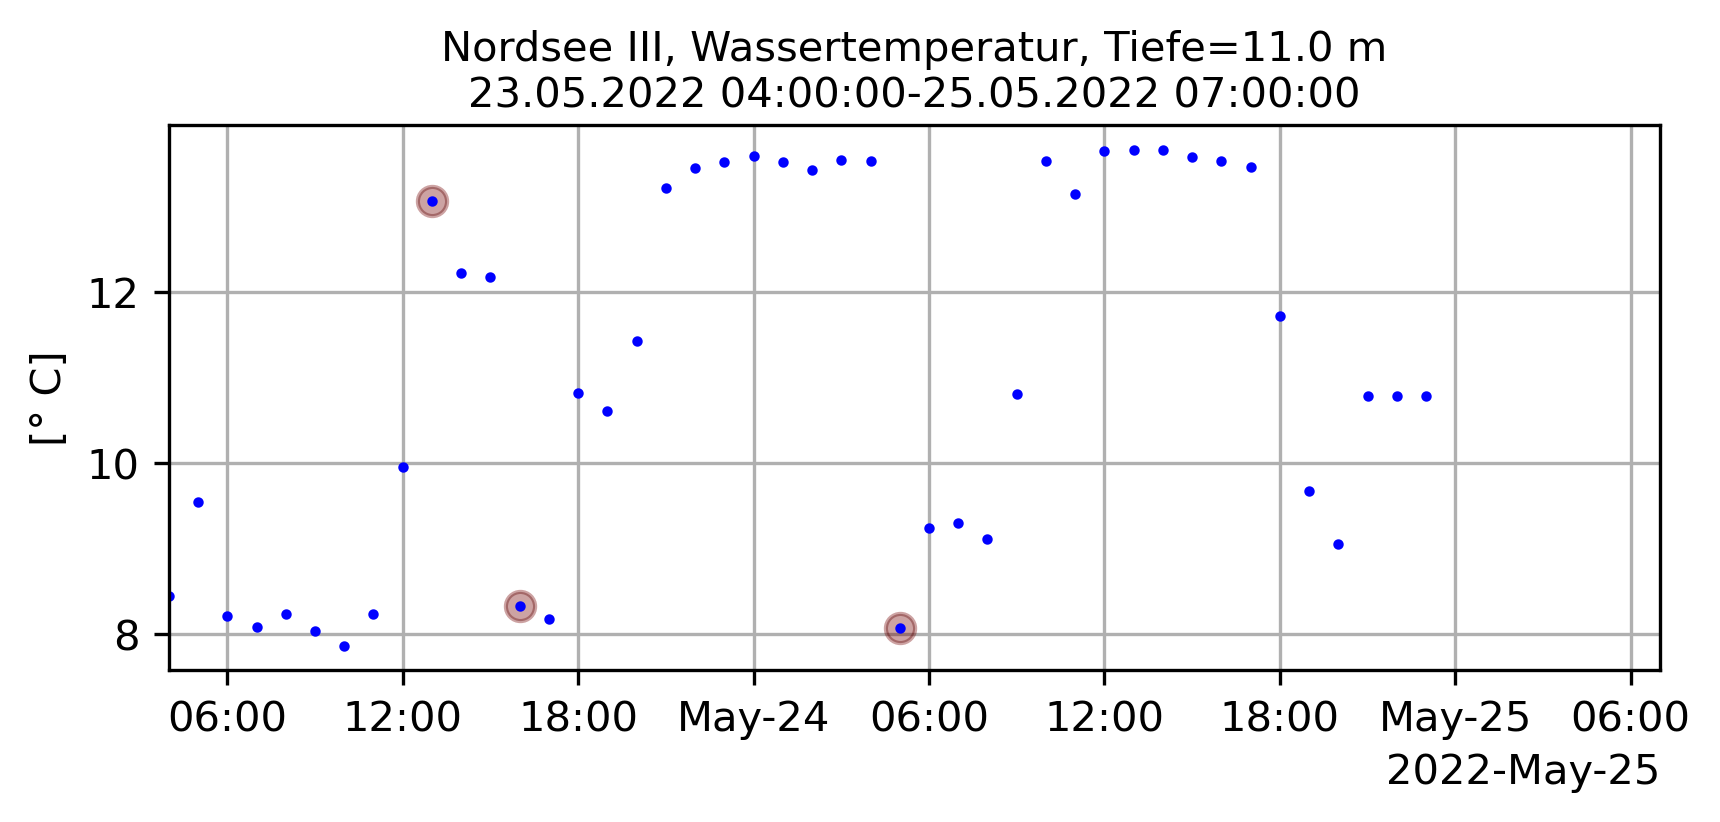 Nordsee III, Wassertemperatur, Tiefe=11.0 m
23.05.2022 04:00:00-25.05.2022 07:00:00
[° C]
12
10
8
06:00 12:00 18:00 May-24 06:00 12:00 18:00 May-25 06:00
2022-May-25